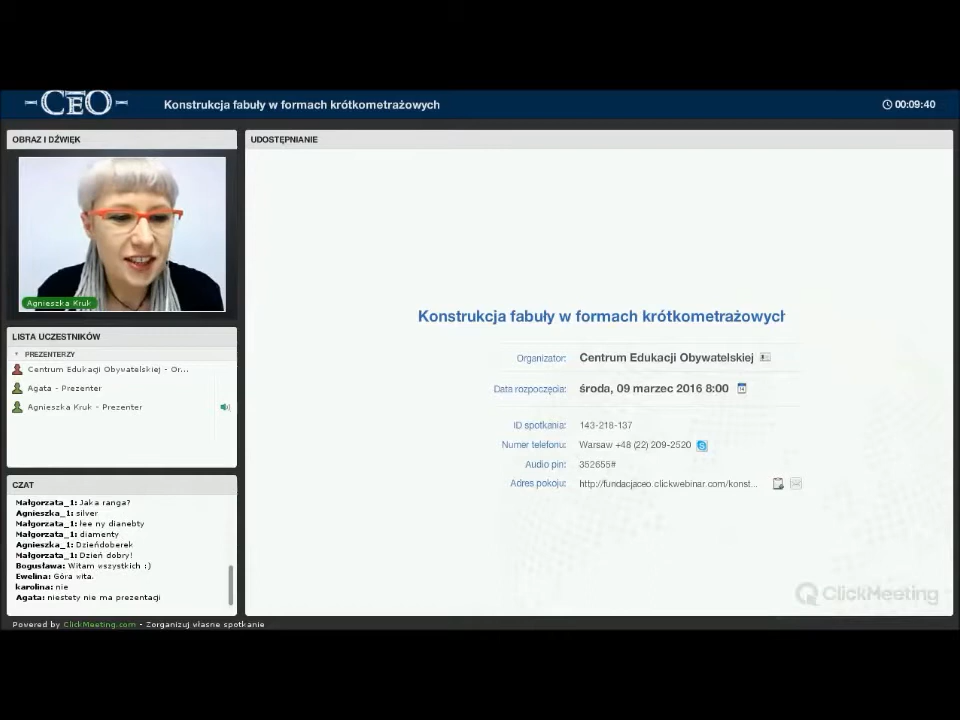 CEO
Konstrukcja fabuły w formach krótkometrażowych
00:09:40
OBRAZ I DŹWIĘK
Agnieszka Kruk
LISTA UCZESTNIKÓW
PREZENTERZY
Centrum Edukacji Obywatelskiej - Or...
Agata - Prezenter
Agnieszka Kruk - Prezenter
CZAT
Małgorzata_1: Jaka ranga?
Agnieszka_1: silver
Małgorzata_1: łee ny dianebty
Małgorzata_1: diamenty
Agnieszka_1: Dzieńdoberek
Małgorzata_1: Dzień dobry!
Bogusława: Witam wszystkich :)
Ewelina: Góra wita.
karolina: nie
Agata: niestety nie ma prezentacji
UDOSTĘPNIANIE
Konstrukcja fabuły w formach krótkometrażowych
Organizator: Centrum Edukacji Obywatelskiej
Data rozpoczęcia: środa, 09 marzec 2016 8:00
ID spotkania: 143-218-137
Numer telefonu: Warsaw +48 (22) 209-2520
Audio pin: 352655#
Adres pokoju: http://fundacjaceo.clickwebinar.com/konst...
ClickMeeting
Powered by ClickMeeting.com - Zorganizuj własne spotkanie